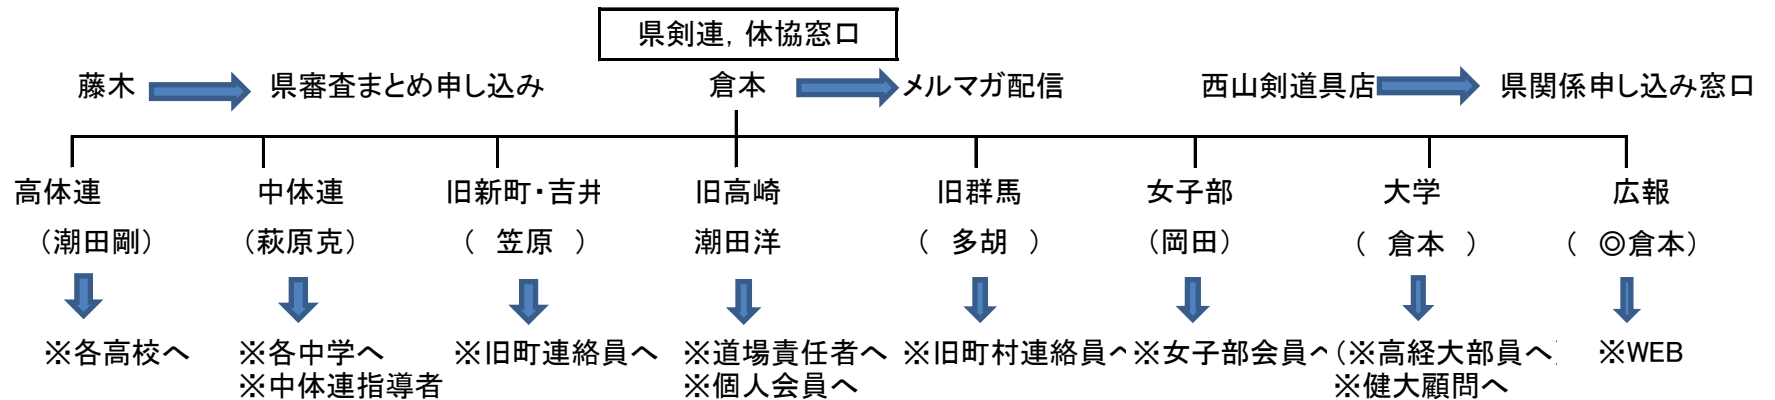 県剣連，体協窓口
藤木 県審査まとめ申し込み 倉本 メルマガ配信 西山剣道具店 県関係申し込み窓口
高体連 中体連 旧新町・吉井 旧高崎 旧群馬 女子部 大学 広報
（潮田剛） （萩原克） （　笠原　） 潮田洋 （　多胡　） （岡田） （　倉本　） （　◎倉本）
※各高校へ ※各中学へ ※旧町連絡員へ ※道場責任者へ ※旧町村連絡員へ ※女子部会員へ （※高経大部員へ） ※WEB
※中体連指導者 ※個人会員へ ※健大顧問へ